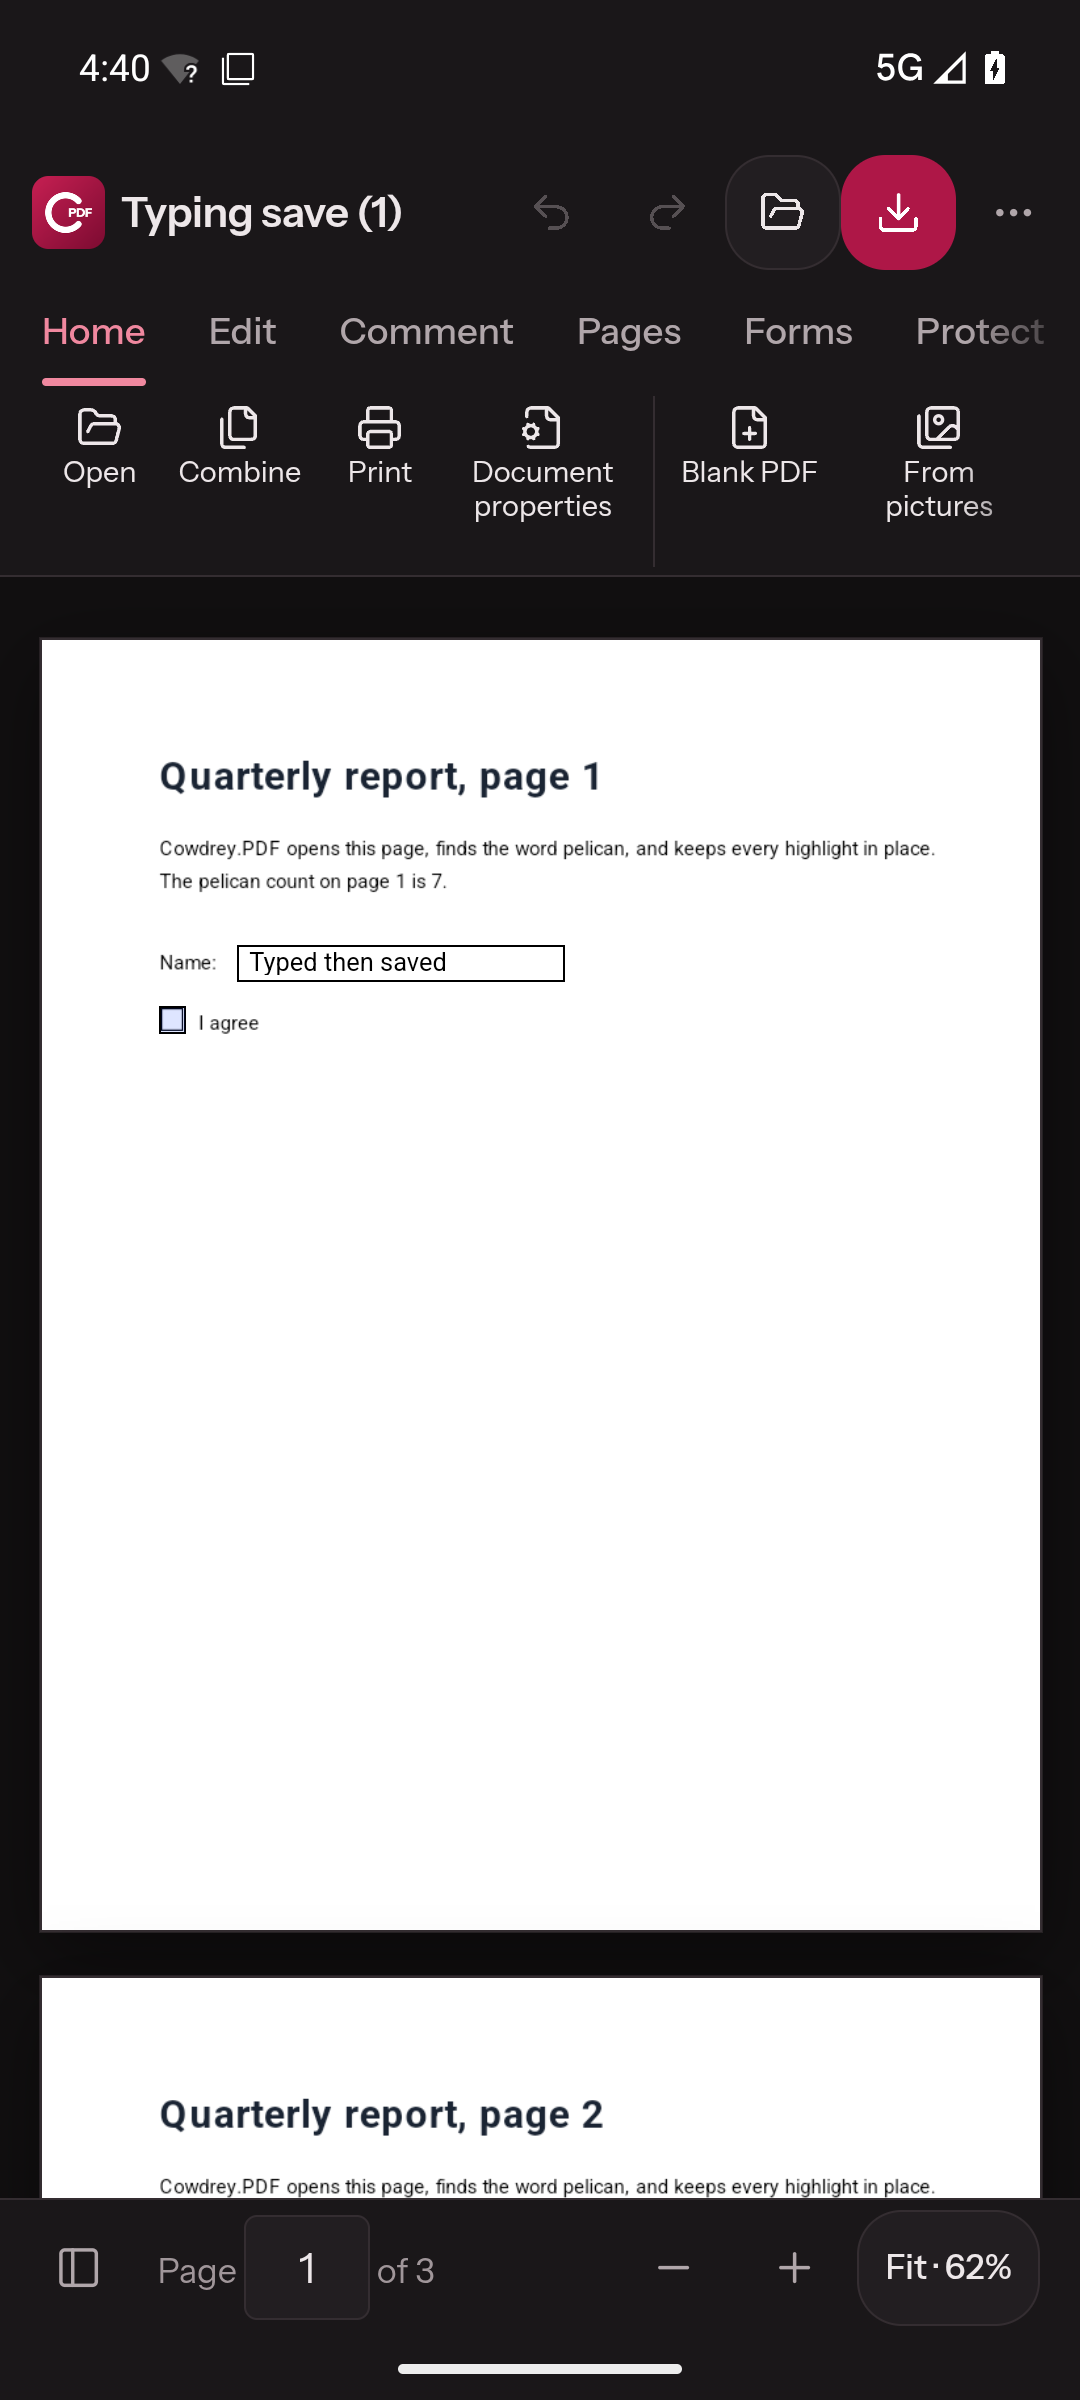 4:40
5G
PDF
Typing save (1)
Home Edit Comment Pages Forms Protect
Open Combine Print Document properties Blank PDF From pictures
Quarterly report, page 1
Cowdrey.PDF opens this page, finds the word pelican, and keeps every highlight in place.
The pelican count on page 1 is 7.
Name: Typed then saved
I agree
Quarterly report, page 2
Cowdrey.PDF opens this page, finds the word pelican, and keeps every highlight in place.
Page 1 of 3
Fit · 62%